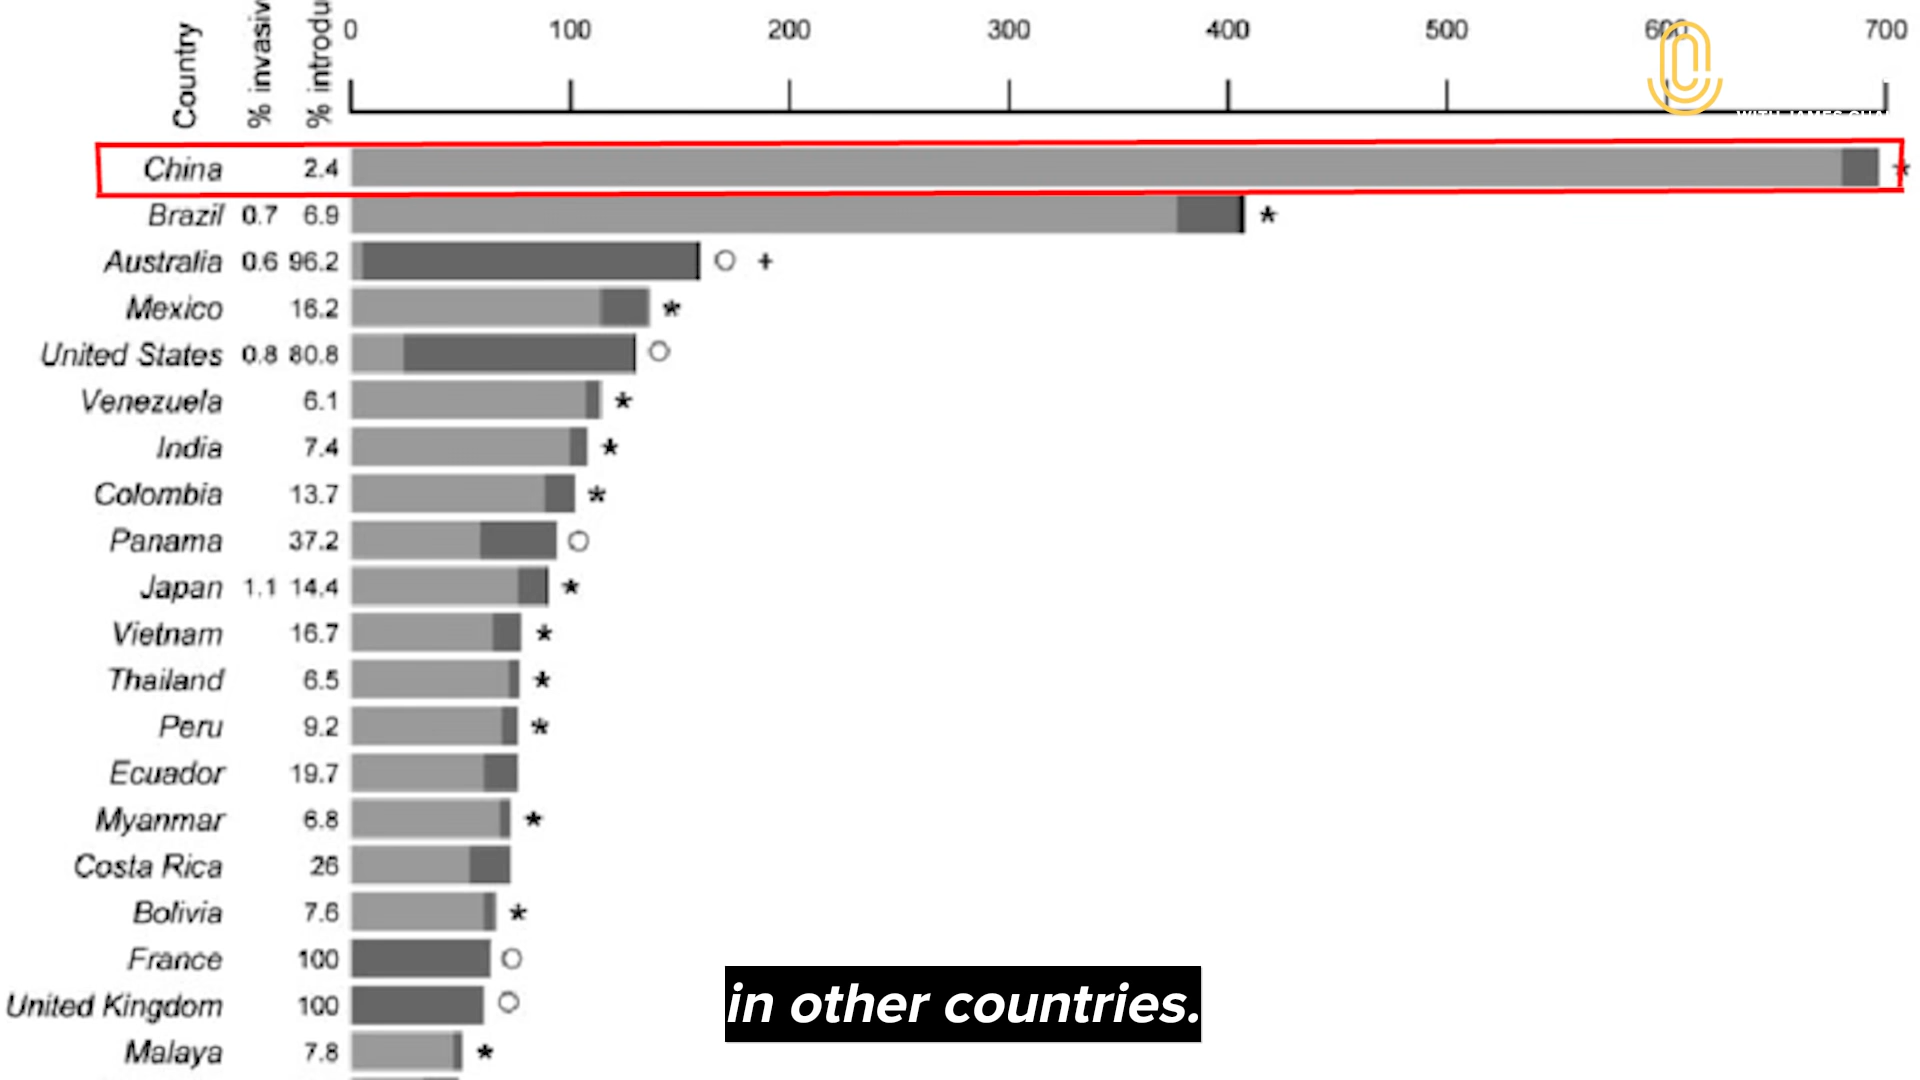 Country % invasiv % introdu 0 100 200 300 400 500 600 700
China 2.4 *
Brazil 0.7 6.9 *
Australia 0.6 96.2 +
Mexico 16.2 *
United States 0.8 80.8
Venezuela 6.1 *
India 7.4 *
Colombia 13.7 *
Panama 37.2
Japan 1.1 14.4 *
Vietnam 16.7 *
Thailand 6.5 *
Peru 9.2 *
Ecuador 19.7
Myanmar 6.8 *
Costa Rica 26
Bolivia 7.6 *
France 100
United Kingdom 100
Malaya 7.8 *
in other countries.